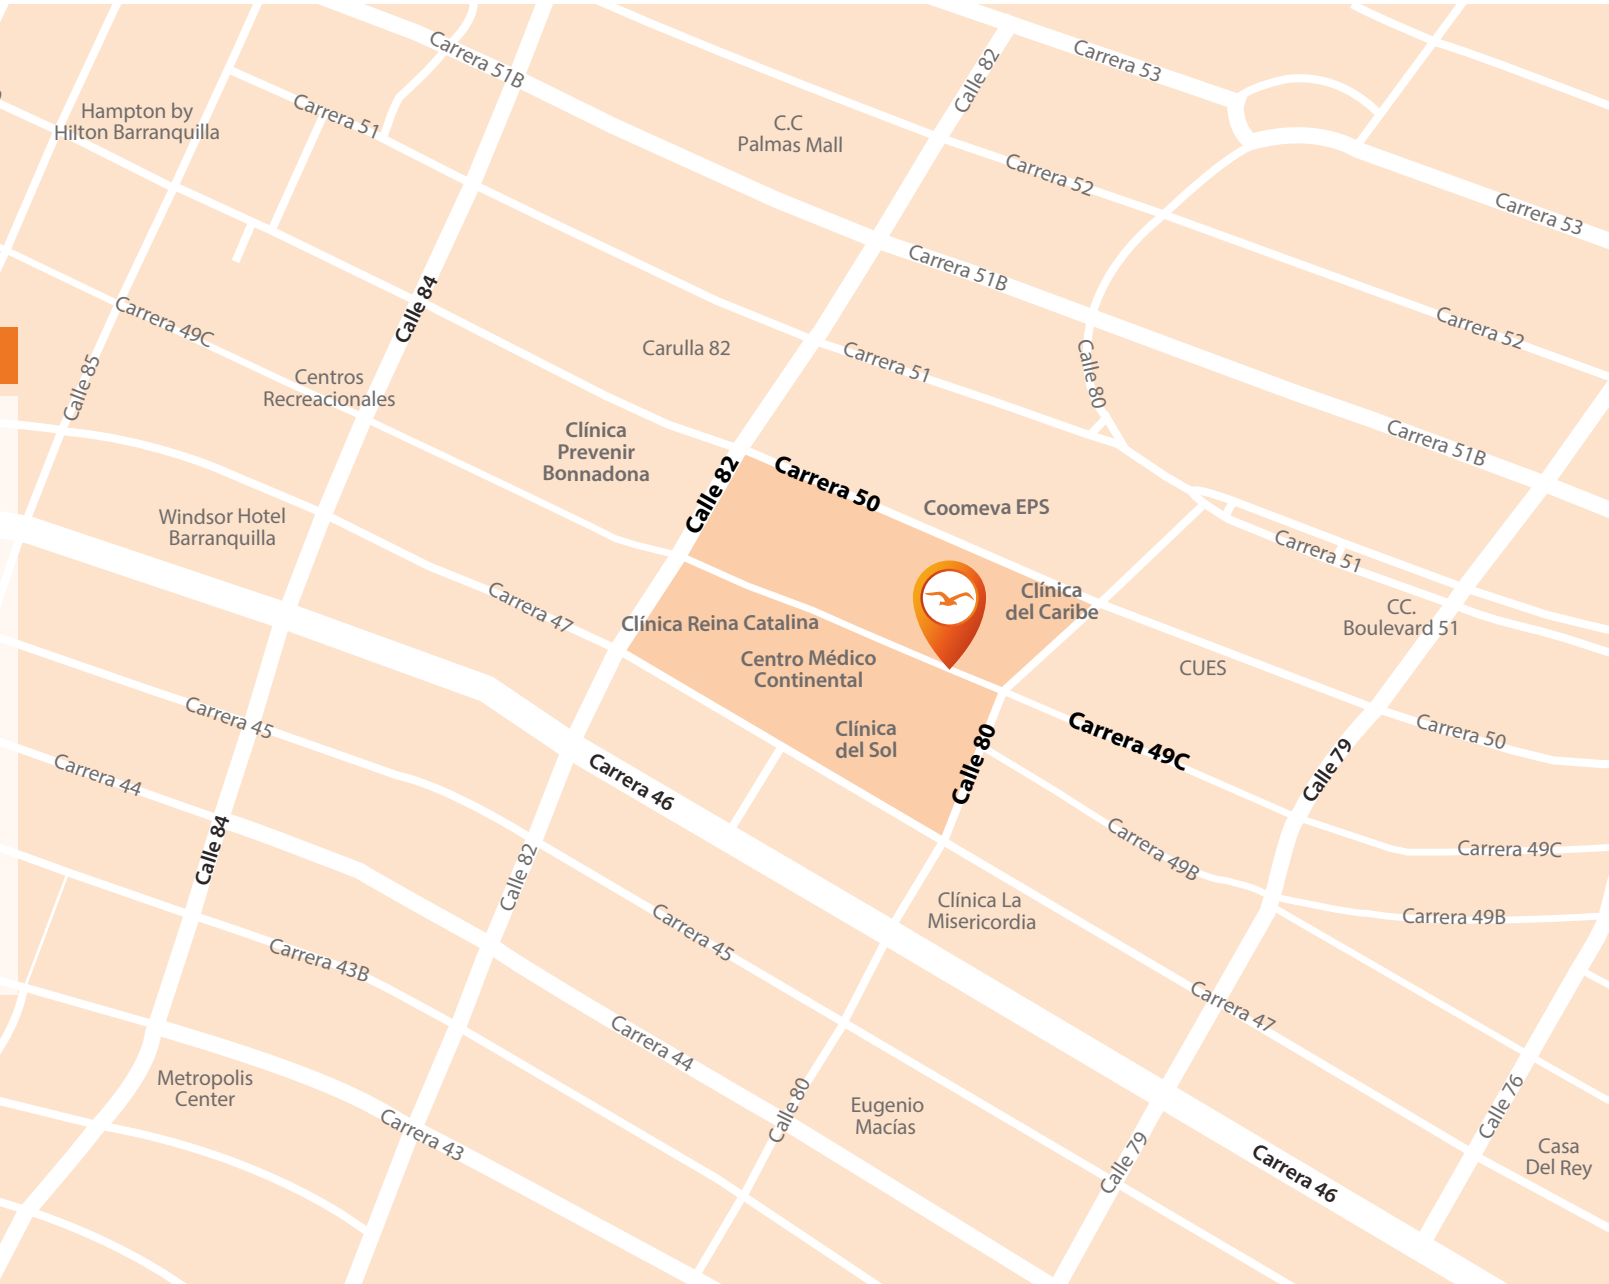 Carrera 51B
Calle 82
Carrera 53
Hampton by
Hilton Barranquilla
Carrera 51
C.C
Palmas Mall
Carrera 52
Carrera 53
Carrera 51B
Calle 84
Carrera 49C
Calle 85
Centros
Recreacionales
Carulla 82
Carrera 51
Calle 80
Carrera 52
Clínica
Prevenir
Bonnadona
Calle 82
Carrera 50
Coomeva EPS
Carrera 51B
Windsor Hotel
Barranquilla
Carrera 51
Carrera 47
Clínica Reina Catalina
Clínica
del Caribe
CC.
Boulevard 51
Centro Médico
Continental
CUES
Carrera 45
Clínica
del Sol
Calle 80
Carrera 49C
Carrera 50
Calle 79
Carrera 44
Carrera 46
Calle 84
Calle 82
Carrera 49B
Carrera 49C
Carrera 49B
Clínica La
Misericordia
Carrera 45
Carrera 43B
Carrera 47
Carrera 44
Metropolis
Center
Calle 80
Eugenio
Macías
Calle 76
Carrera 43
Calle 79
Carrera 46
Casa
Del Rey